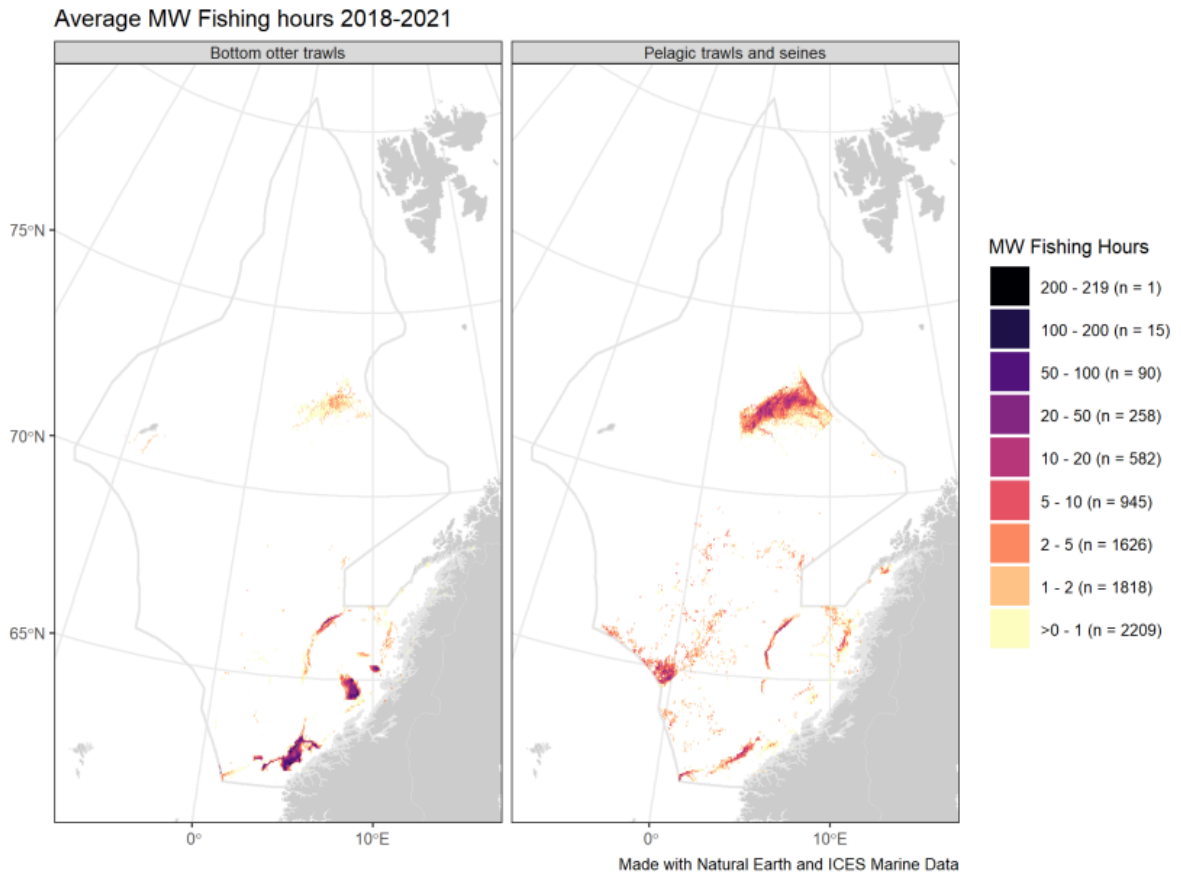 Average MW Fishing hours 2018-2021
Bottom otter trawls
Pelagic trawls and seines
75°N
70°N
65°N
0°
10°E
0°
10°E
MW Fishing Hours
200 - 219 (n = 1)
100 - 200 (n = 15)
50 - 100 (n = 90)
20 - 50 (n = 258)
10 - 20 (n = 582)
5 - 10 (n = 945)
2 - 5 (n = 1626)
1 - 2 (n = 1818)
>0 - 1 (n = 2209)
Made with Natural Earth and ICES Marine Data